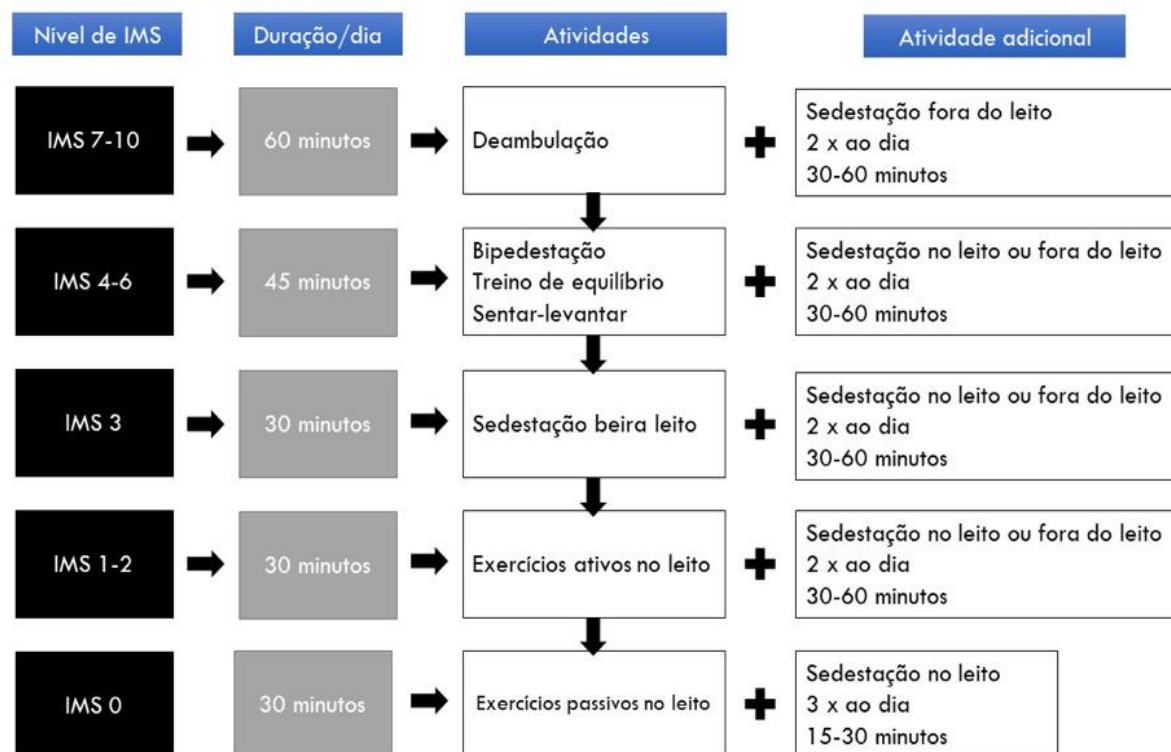 Nível de IMS
Duração/dia
Atividades
Atividade adicional
IMS 7-10
60 minutos
Deambulação
Sedestação fora do leito
2 x ao dia
30-60 minutos
IMS 4-6
45 minutos
Bipedestação
Treino de equilíbrio
Sentar-levantar
Sedestação no leito ou fora do leito
2 x ao dia
30-60 minutos
IMS 3
30 minutos
Sedestação beira leito
Sedestação no leito ou fora do leito
2 x ao dia
30-60 minutos
IMS 1-2
30 minutos
Exercícios ativos no leito
Sedestação no leito ou fora do leito
2 x ao dia
30-60 minutos
IMS 0
30 minutos
Exercícios passivos no leito
Sedestação no leito
3 x ao dia
15-30 minutos